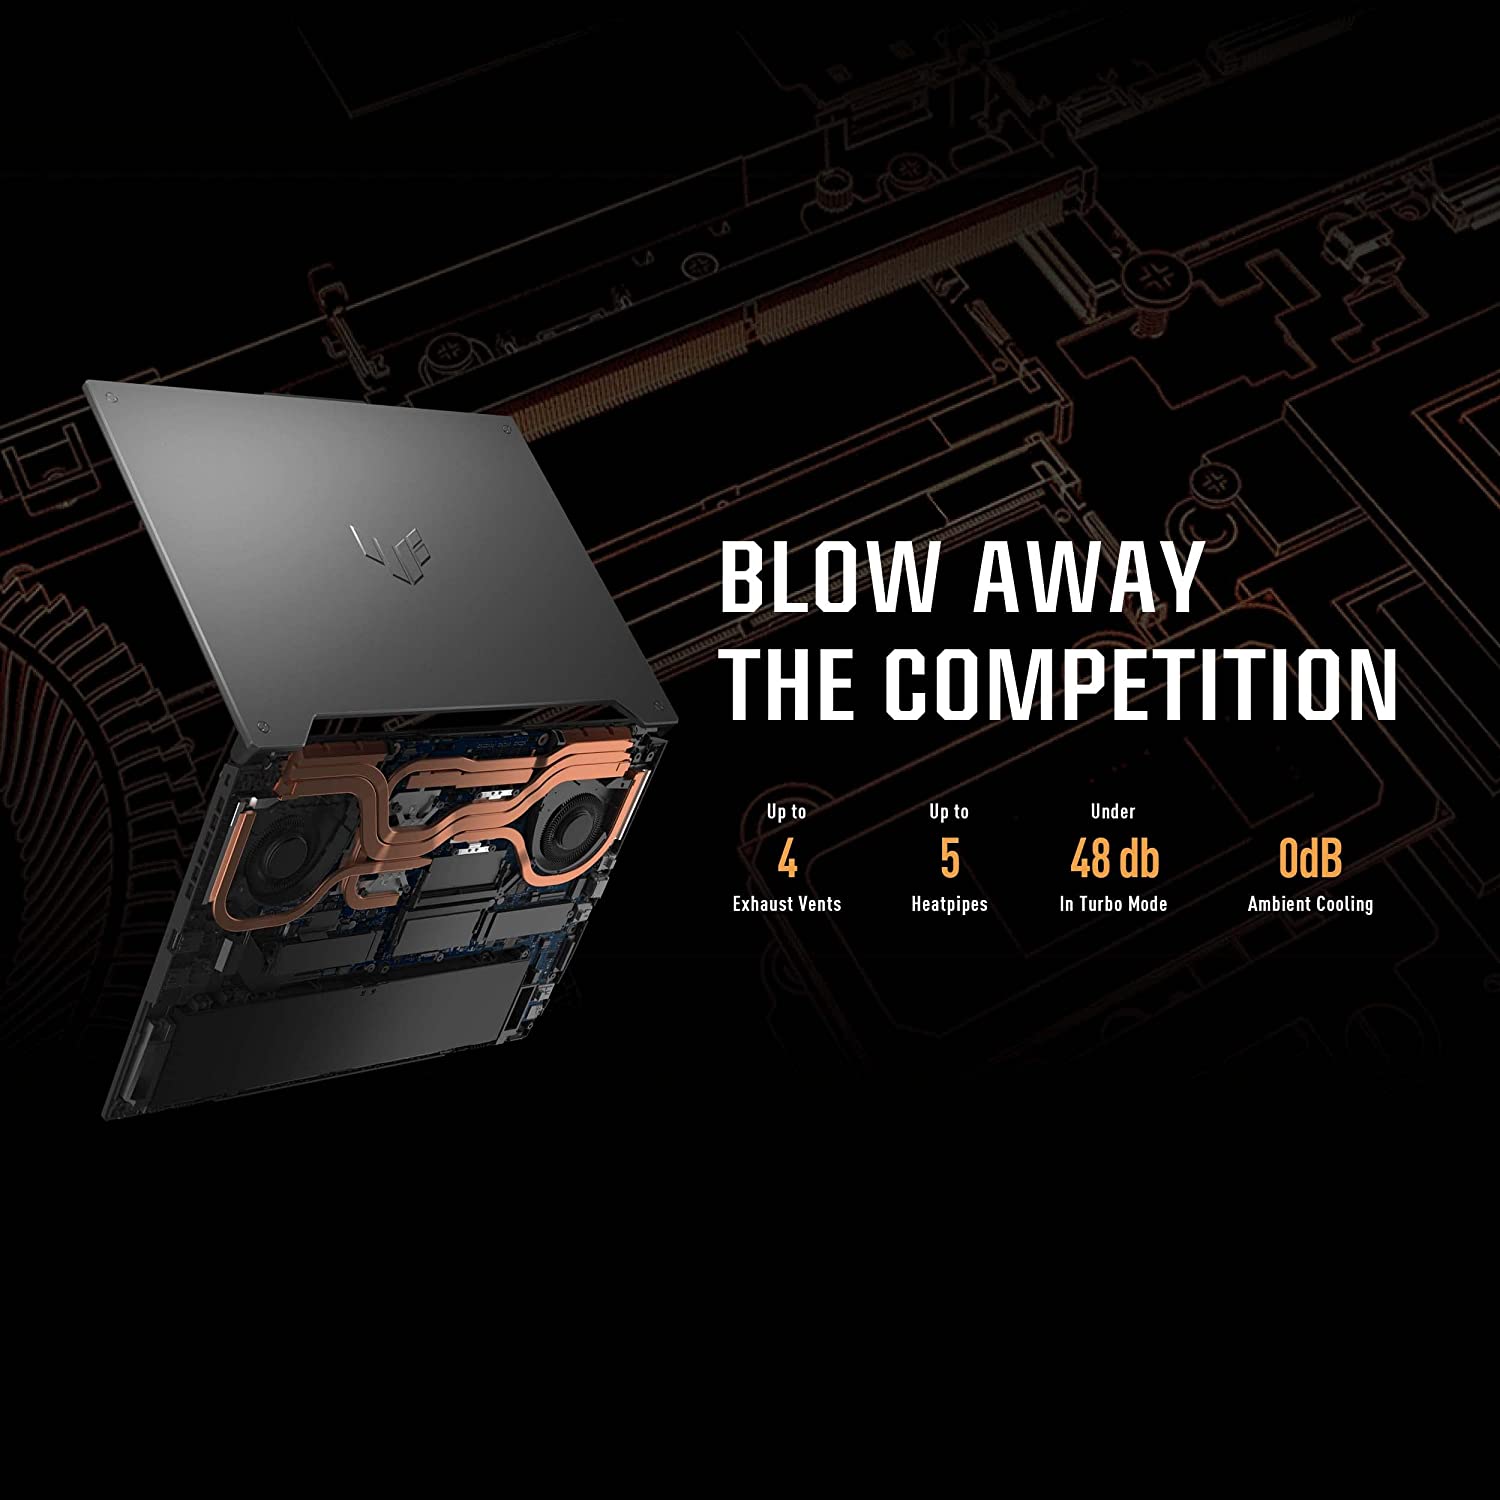 BLOW AWAY
THE COMPETITION
Up to
4
Exhaust Vents
Up to
5
Heatpipes
Under
48 db
In Turbo Mode
0dB
Ambient Cooling